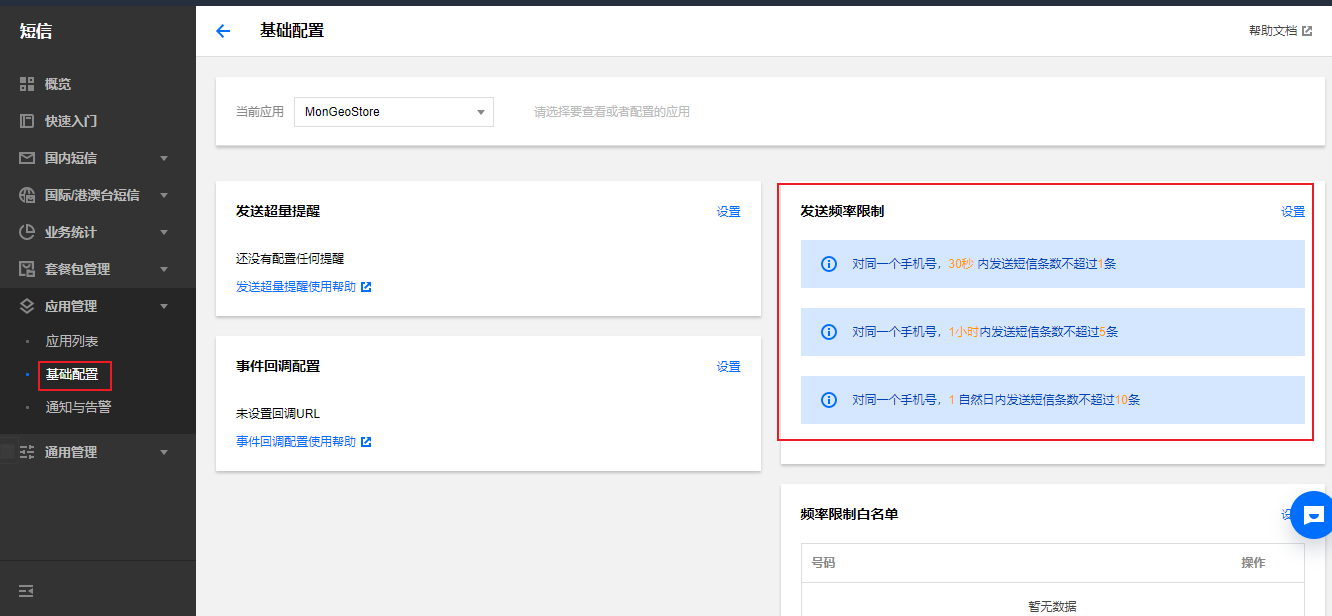 短信
概览
快速入门
国内短信
国际/港澳台短信
业务统计
套餐包管理
应用管理
应用列表
基础配置
通知与告警
通用管理
基础配置
帮助文档
当前应用
MonGeoStore
请选择要查看或者配置的应用
发送超量提醒
设置
还没有配置任何提醒
发送超量提醒使用帮助
事件回调配置
设置
未设置回调URL
事件回调配置使用帮助
发送频率限制
设置
对同一个手机号，30秒 内发送短信条数不超过1条
对同一个手机号，1小时内发送短信条数不超过5条
对同一个手机号，1 自然日内发送短信条数不超过10条
频率限制白名单
设
号码 操作
暂无数据